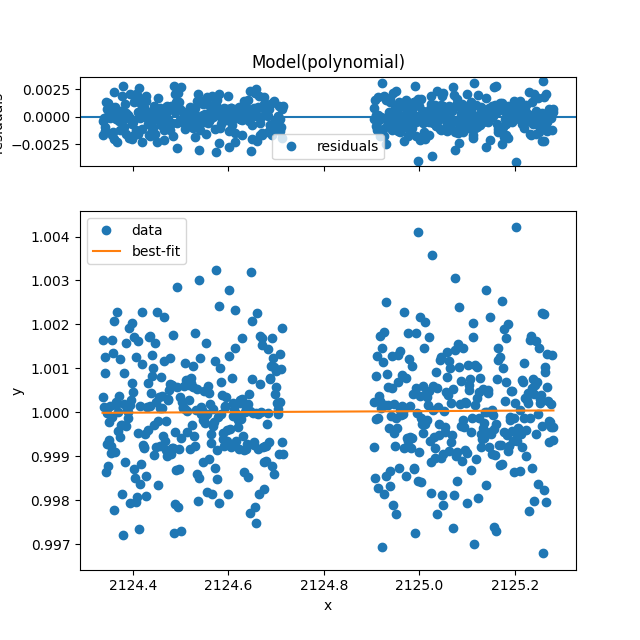 Model(polynomial)
0.0025
0.0000
−0.0025
residuals
residuals
data
best-fit
1.004
1.003
1.002
1.001
1.000
0.999
0.998
0.997
y
2124.4 2124.6 2124.8 2125.0 2125.2
x